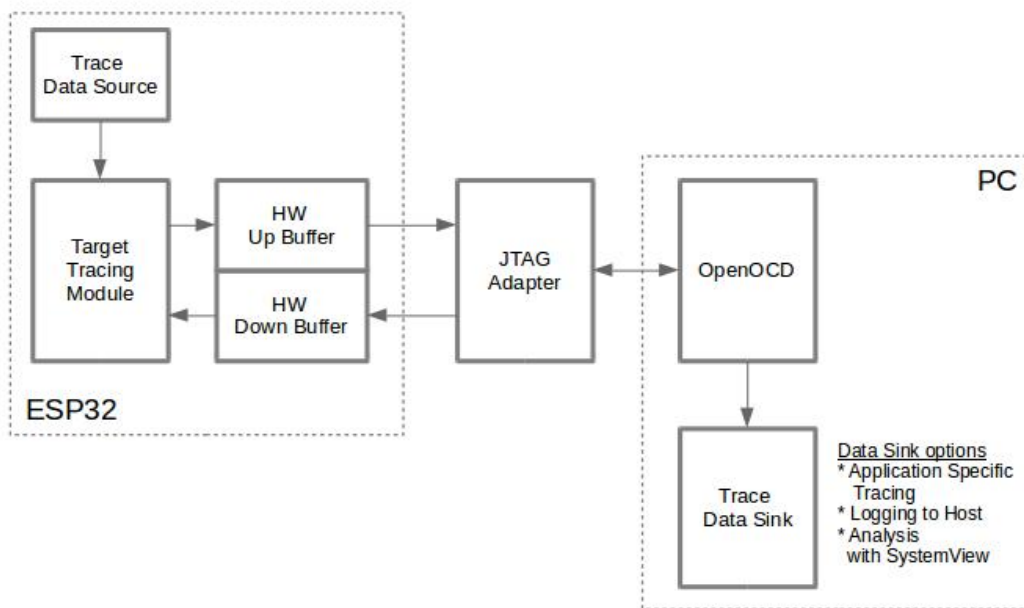 Trace
Data Source
Target
Tracing
Module
HW
Up Buffer
HW
Down Buffer
ESP32
JTAG
Adapter
PC
OpenOCD
Trace
Data Sink
Data Sink options
* Application Specific
Tracing
* Logging to Host
* Analysis
with SystemView